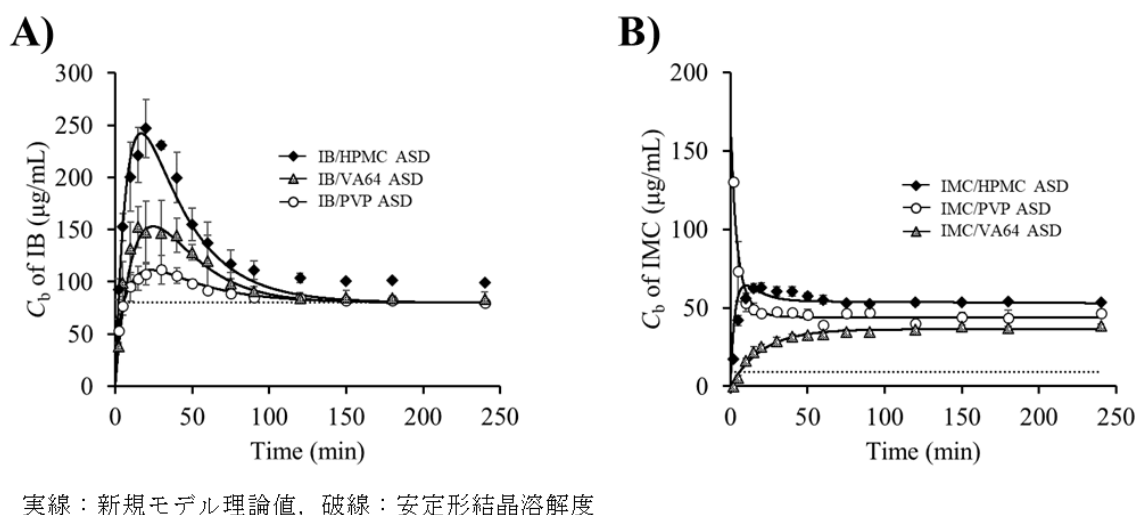 A)
B)
300
250
200
150
100
50
0
Cb of IB (μg/mL)
IB/HPMC ASD
IB/VA64 ASD
IB/PVP ASD
0 50 100 150 200 250
Time (min)
200
150
100
50
0
Cb of IMC (μg/mL)
IMC/HPMC ASD
IMC/PVP ASD
IMC/VA64 ASD
0 50 100 150 200 250
Time (min)
実線：新規モデル理論値，破線：安定形結晶溶解度